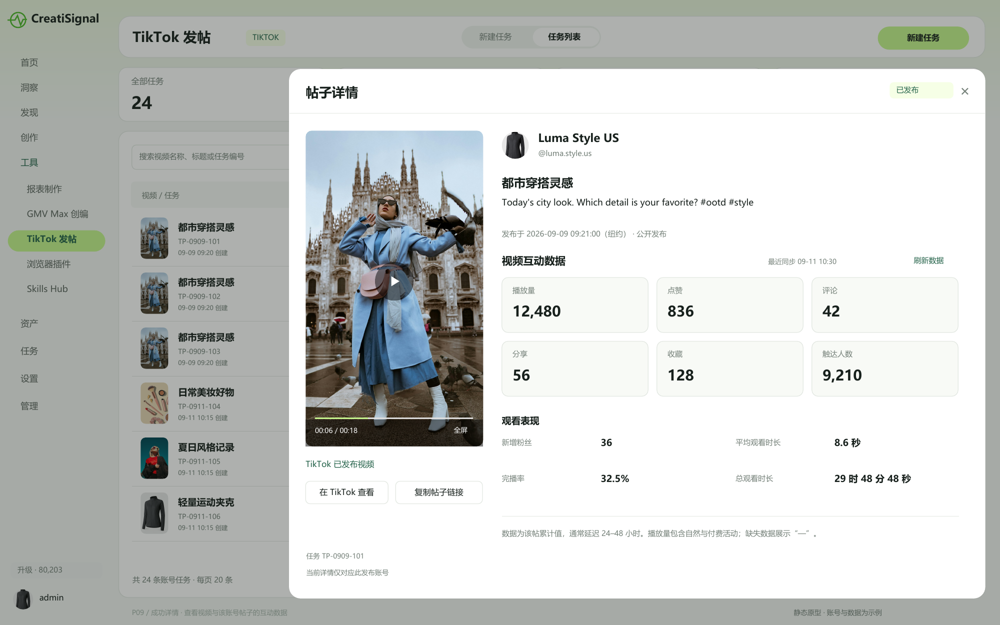 CreatiSignal
首页
洞察
发现
创作
工具
报表制作
GMV Max 创编
TikTok 发帖
浏览器插件
Skills Hub
资产
任务
设置
管理
升级 · 80,203
admin
TikTok 发帖
TIKTOK
新建任务
任务列表
新建任务
全部任务
24
搜索视频名称、标题或任务编号
视频 / 任务
都市穿搭灵感
TP-0909-101
09-09 09:20 创建
都市穿搭灵感
TP-0909-102
09-09 09:20 创建
都市穿搭灵感
TP-0909-103
09-09 09:20 创建
日常美妆好物
TP-0911-104
09-11 10:15 创建
夏日风格记录
TP-0911-105
09-11 10:15 创建
轻量运动夹克
TP-0911-106
09-11 10:15 创建
共 24 条账号任务 · 每页 20 条
帖子详情
已发布
00:06 / 00:18
全屏
TikTok 已发布视频
在 TikTok 查看
复制帖子链接
任务 TP-0909-101
当前详情仅对应此发布账号
Luma Style US
@luma.style.us
都市穿搭灵感
Today's city look. Which detail is your favorite? #ootd #style
发布于 2026-09-09 09:21:00（纽约） · 公开发布
视频互动数据
最近同步 09-11 10:30
刷新数据
播放量
12,480
点赞
836
评论
42
分享
56
收藏
128
触达人数
9,210
观看表现
新增粉丝
36
平均观看时长
8.6 秒
完播率
32.5%
总观看时长
29 时 48 分 48 秒
数据为该帖累计值，通常延迟 24–48 小时。播放量包含自然与付费活动；缺失数据展示“—”。
P09 / 成功详情 · 查看视频与该账号帖子的互动数据
静态原型 · 账号与数据为示例